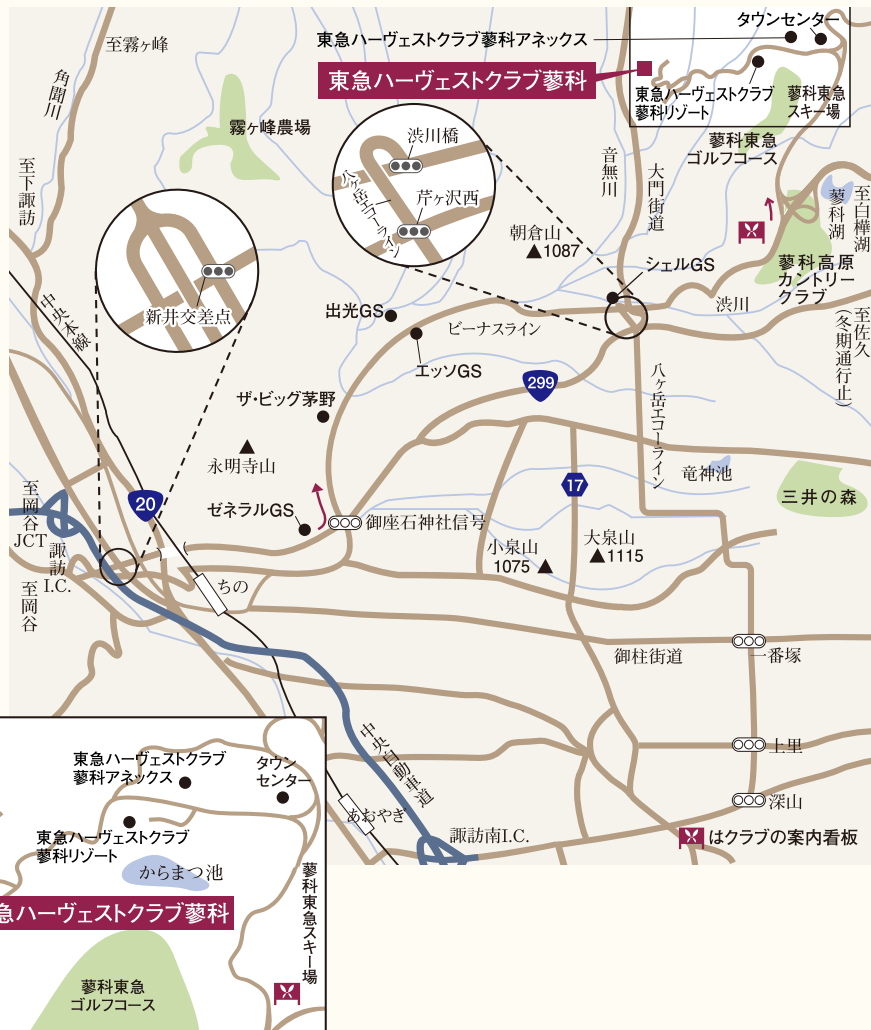 至霧ヶ峰
角間川
至下諏訪
霧ヶ峰農場
東急ハーヴェストクラブ蓼科アネックス
東急ハーヴェストクラブ蓼科
タウンセンター
東急ハーヴェストクラブ
蓼科リゾート
蓼科東急
スキー場
蓼科東急
ゴルフコース
渋川橋
八ヶ岳エコーライン
芹ヶ沢西
音無川
大門街道
朝倉山
1087
シェルGS
蓼科湖
至白樺湖
蓼科高原
カントリー
クラブ
渋川
至佐久
(冬期通行止)
新井交差点
中央本線
出光GS
ビーナスライン
エッソGS
299
八ヶ岳エコーライン
ザ・ビッグ茅野
永明寺山
竜神池
17
三井の森
20
ゼネラルGS
御座石神社信号
小泉山
1075
大泉山
1115
至岡谷
JCT
諏訪
I.C.
至岡谷
ちの
御柱街道
一番塚
中央自動車道
上里
あおやぎ
深山
諏訪南I.C.
はクラブの案内看板
東急ハーヴェストクラブ
蓼科アネックス
タウン
センター
東急ハーヴェストクラブ
蓼科リゾート
からまつ池
急ハーヴェストクラブ蓼科
蓼科東急スキー場
蓼科東急
ゴルフコース